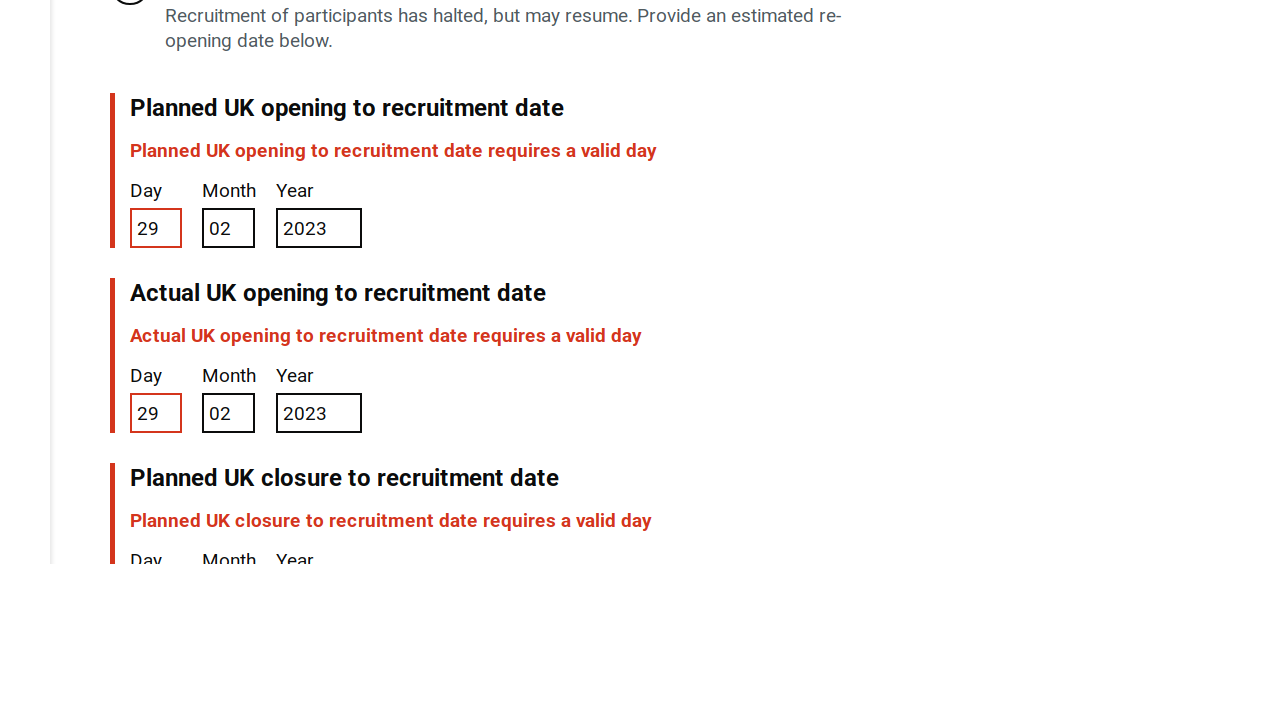 Recruitment of participants has halted, but may resume. Provide an estimated re-
opening date below.
Planned UK opening to recruitment date
Planned UK opening to recruitment date requires a valid day
Day Month Year
29 02 2023
Actual UK opening to recruitment date
Actual UK opening to recruitment date requires a valid day
Day Month Year
29 02 2023
Planned UK closure to recruitment date
Planned UK closure to recruitment date requires a valid day
Day Month Year